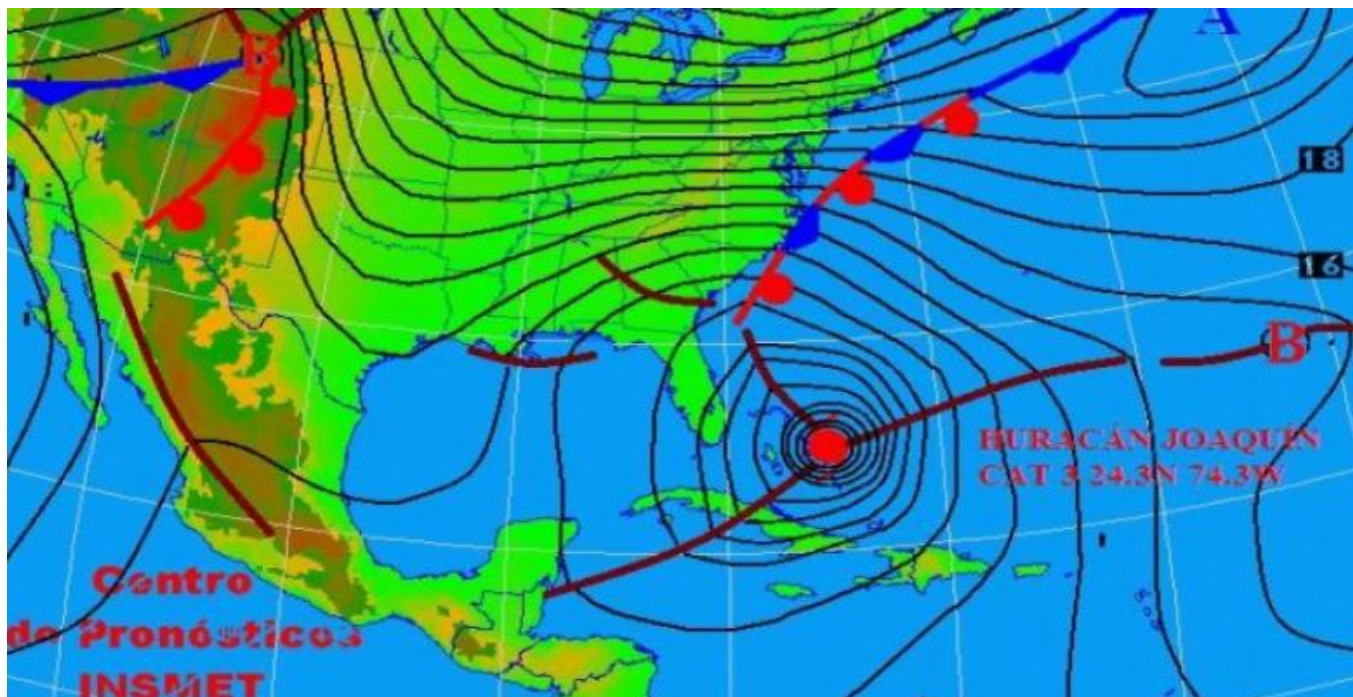 A
B
18
16
B
HURACÁN JOAQUÍN
CAT 3 24.3N 74.3W
Centro
de Pronósticos
INSMET